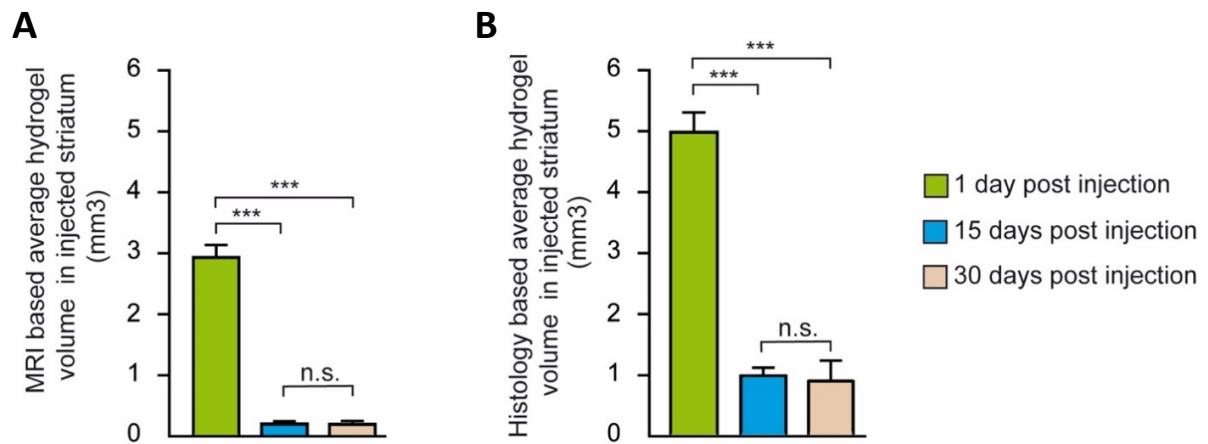 A
MRI based average hydrogel
volume in injected striatum
(mm3)
6
5
4
3
2
1
0
***
***
n.s.
B
Histology based average hydrogel
volume in injected striatum
(mm3)
6
5
4
3
2
1
0
***
***
n.s.
1 day post injection
15 days post injection
30 days post injection